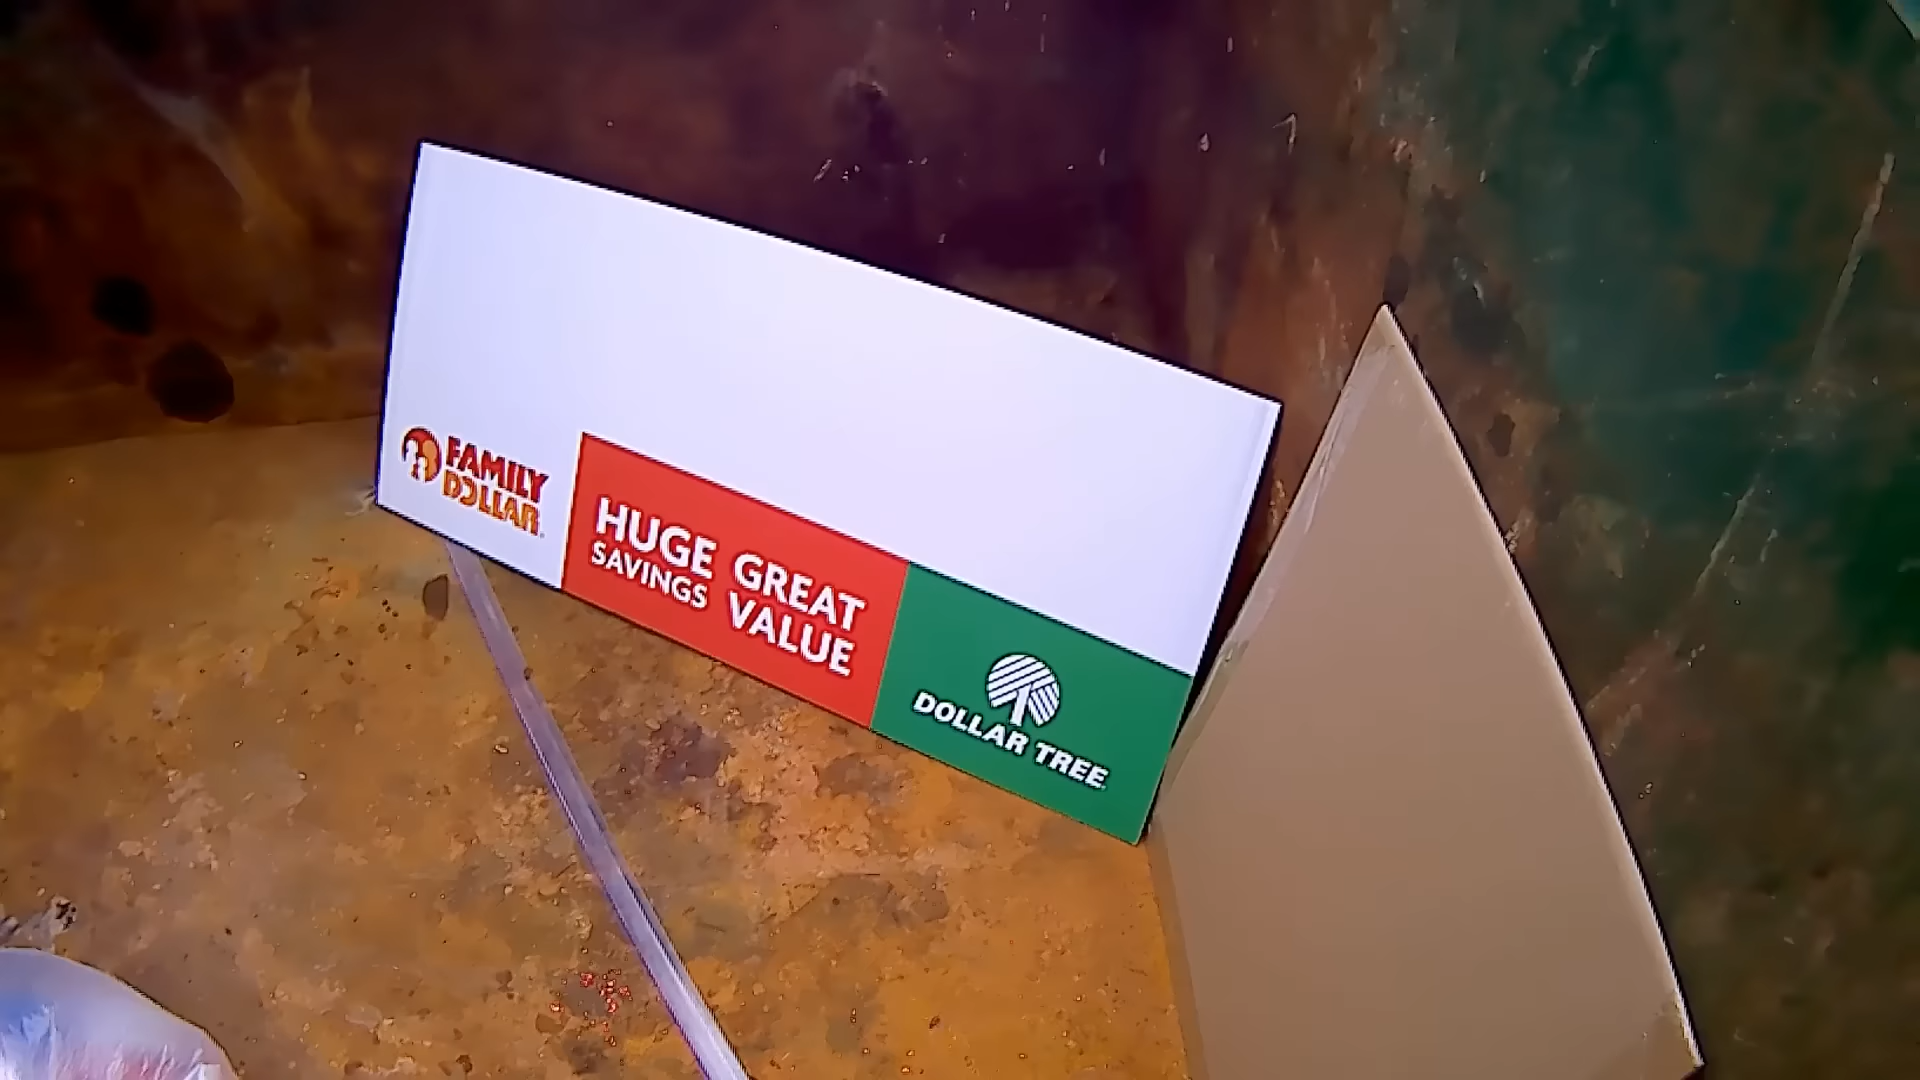 FAMILY
DOLLAR
HUGE
SAVINGS
GREAT
VALUE
DOLLAR TREE